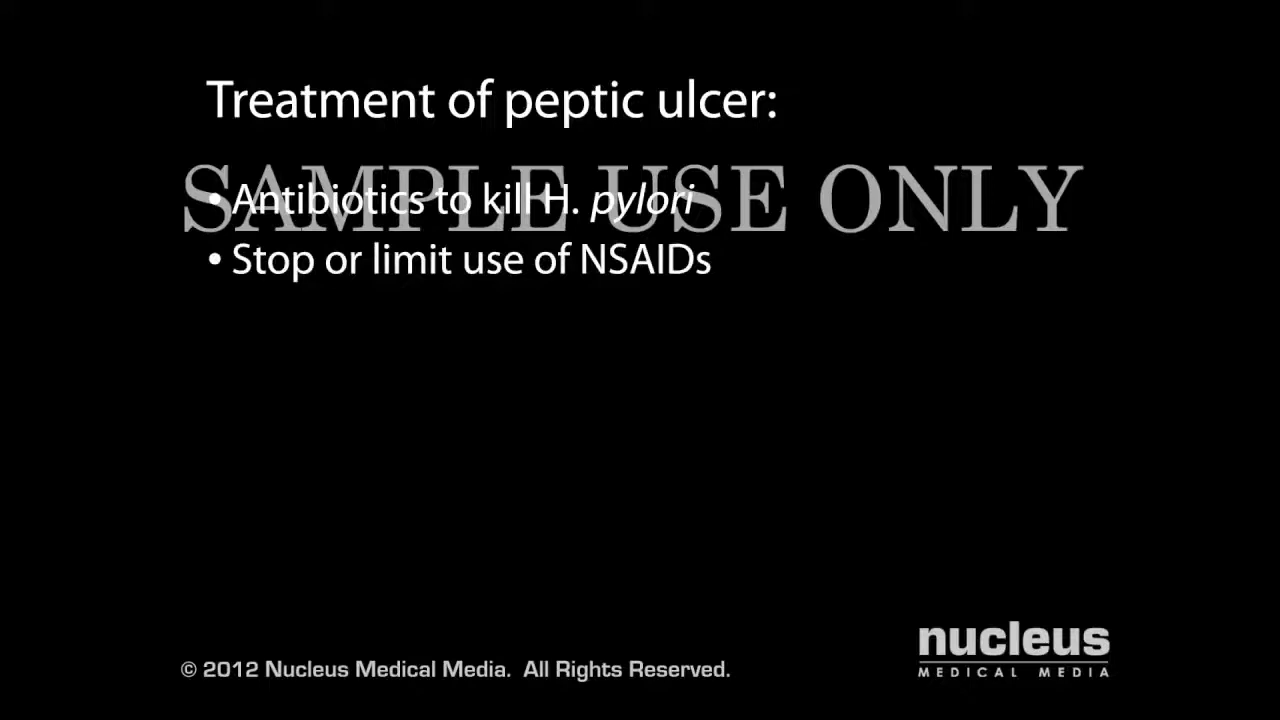 Treatment of peptic ulcer:
SAMPLE USE ONLY
• Antibiotics to kill H. pylori
• Stop or limit use of NSAIDs
nucleus
MEDICAL MEDIA
© 2012 Nucleus Medical Media. All Rights Reserved.